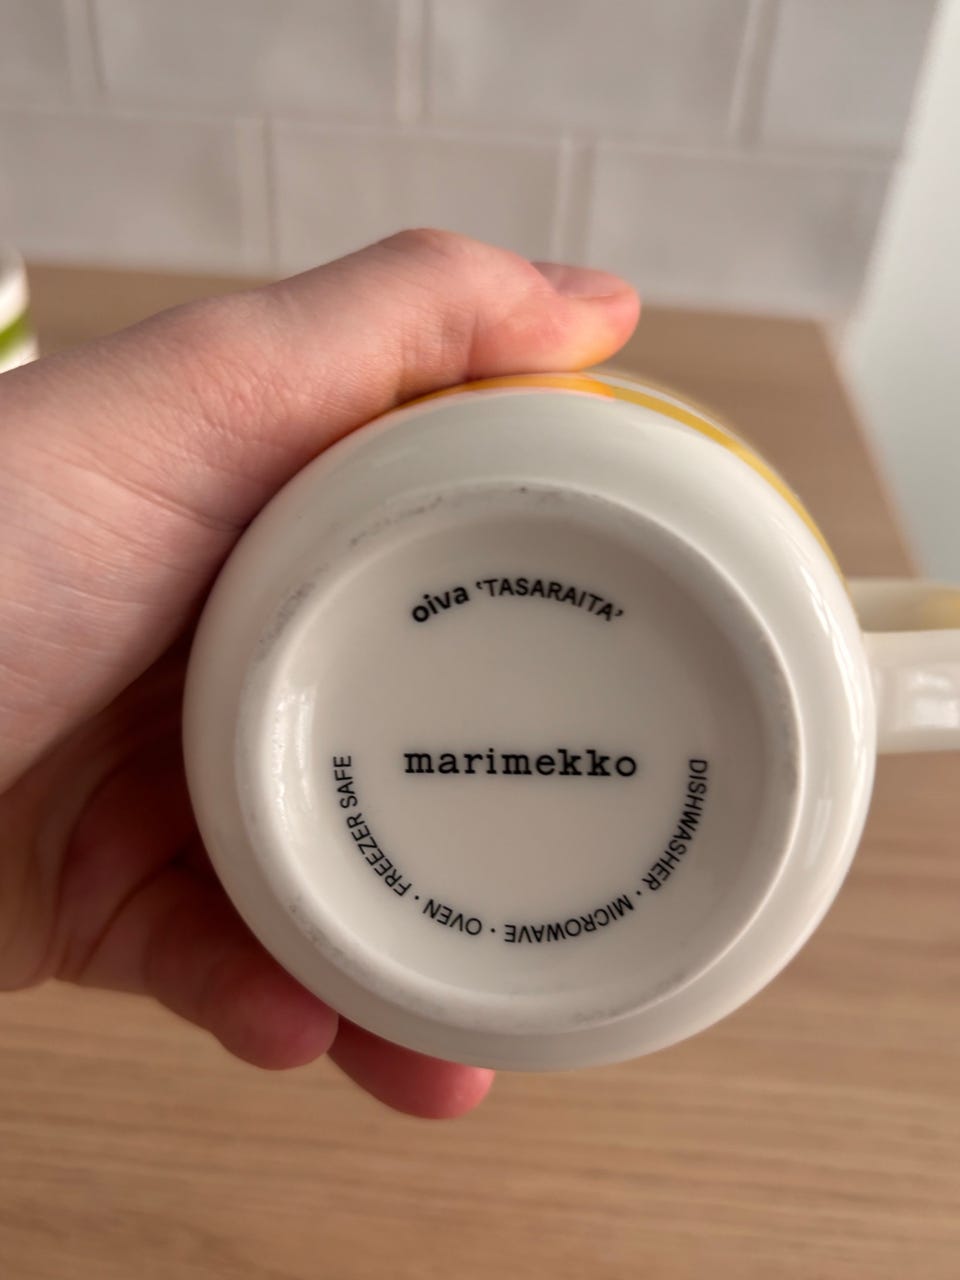 oiva ‘TASARAITA’
marimekko
DISHWASHER · MICROWAVE · OVEN · FREEZER SAFE